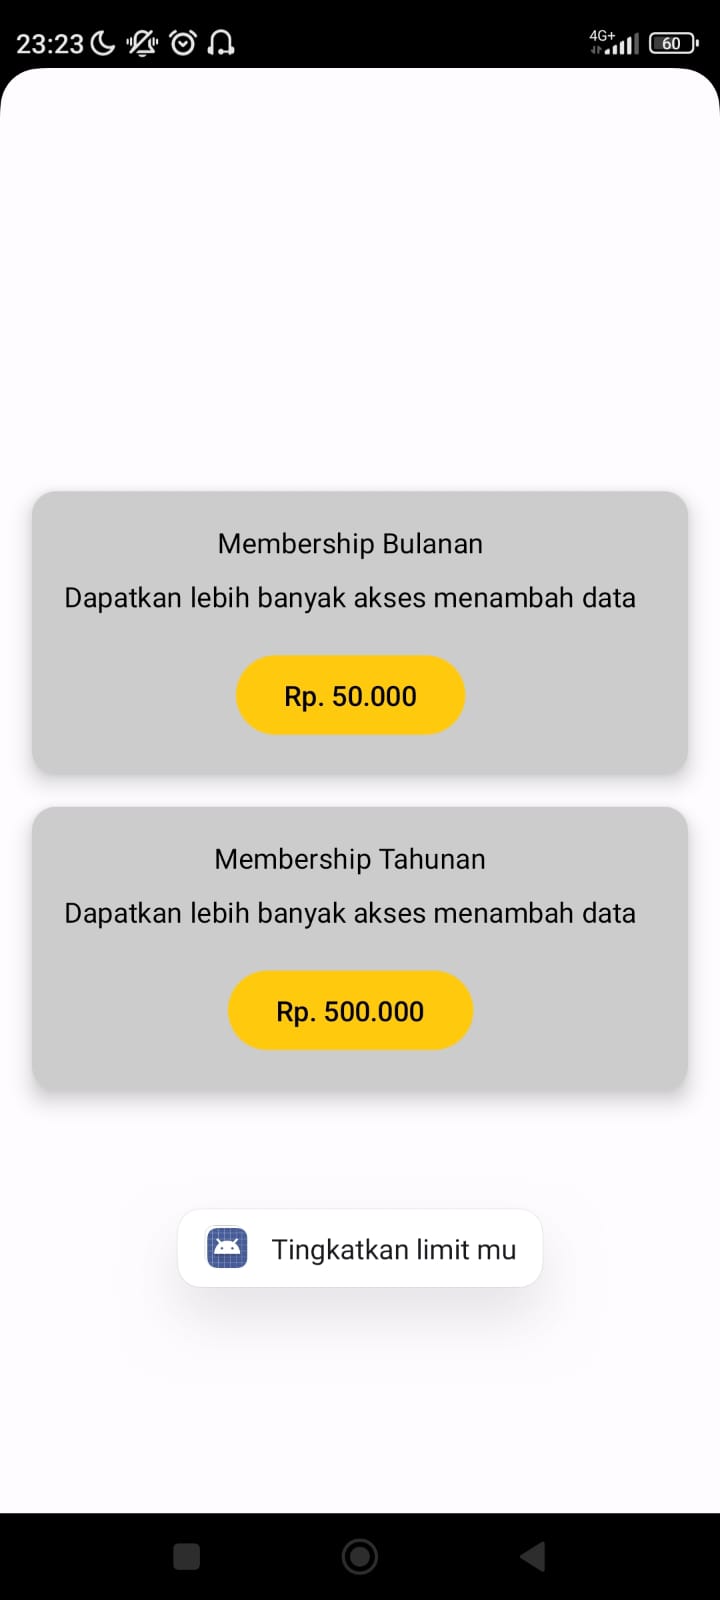 23:23
4G+
60
Membership Bulanan
Dapatkan lebih banyak akses menambah data
Rp. 50.000
Membership Tahunan
Dapatkan lebih banyak akses menambah data
Rp. 500.000
Tingkatkan limit mu